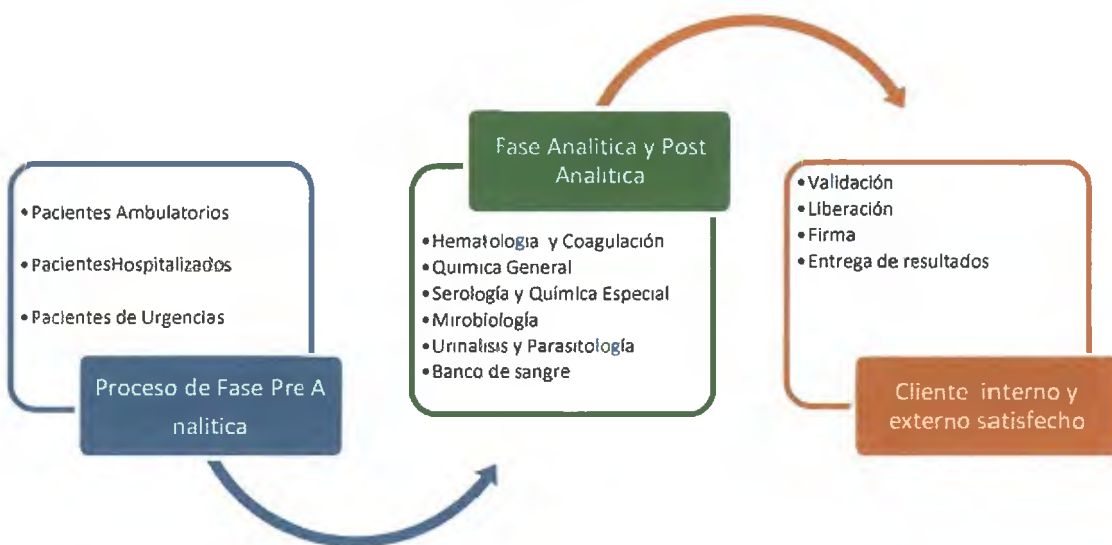 • Pacientes Ambulatorios
• PacientesHospitalizados
• Pacientes de Urgencias
Proceso de Fase Pre A
nalitica
Fase Analitica y Post
Analitica
• Hematologia y Coagulación
• Quimica General
• Serología y Química Especial
• Mirobiología
• Urinalisis y Parasitología
• Banco de sangre
• Validación
• Liberación
• Firma
• Entrega de resultados
Cliente interno y
externo satisfecho